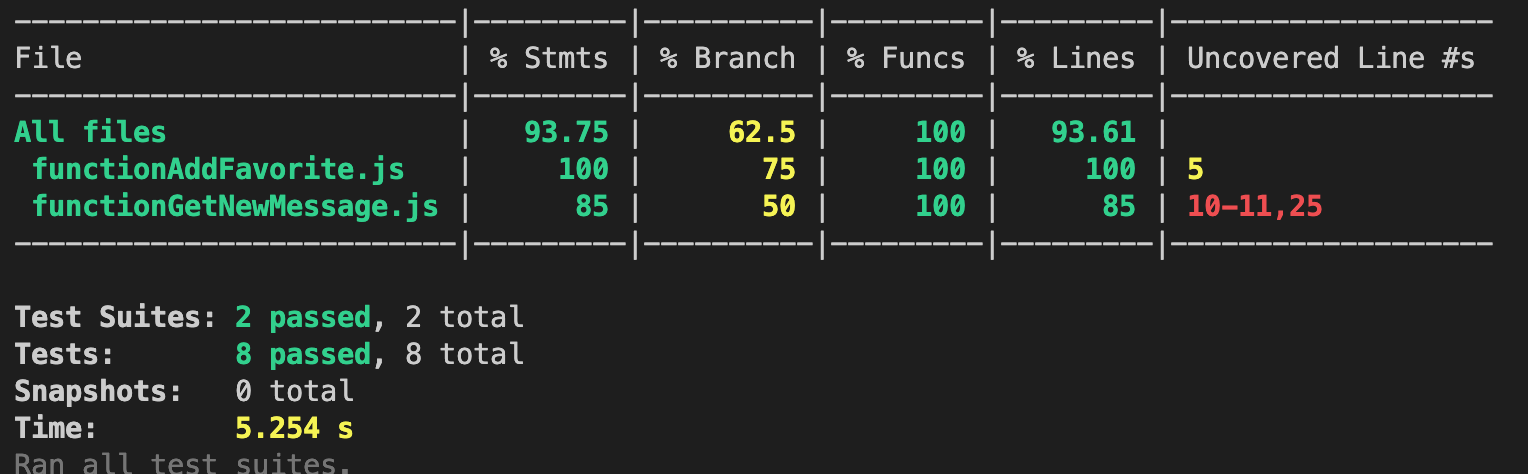 ---------------------------|---------|----------|---------|---------|-------------------
File                       | % Stmts | % Branch | % Funcs | % Lines | Uncovered Line #s
---------------------------|---------|----------|---------|---------|-------------------
All files                  |   93.75 |     62.5 |     100 |   93.61 |
 functionAddFavorite.js    |     100 |       75 |     100 |     100 | 5
 functionGetNewMessage.js  |      85 |       50 |     100 |      85 | 10-11,25
---------------------------|---------|----------|---------|---------|-------------------
Test Suites: 2 passed, 2 total
Tests:       8 passed, 8 total
Snapshots:   0 total
Time:        5.254 s
Ran all test suites.